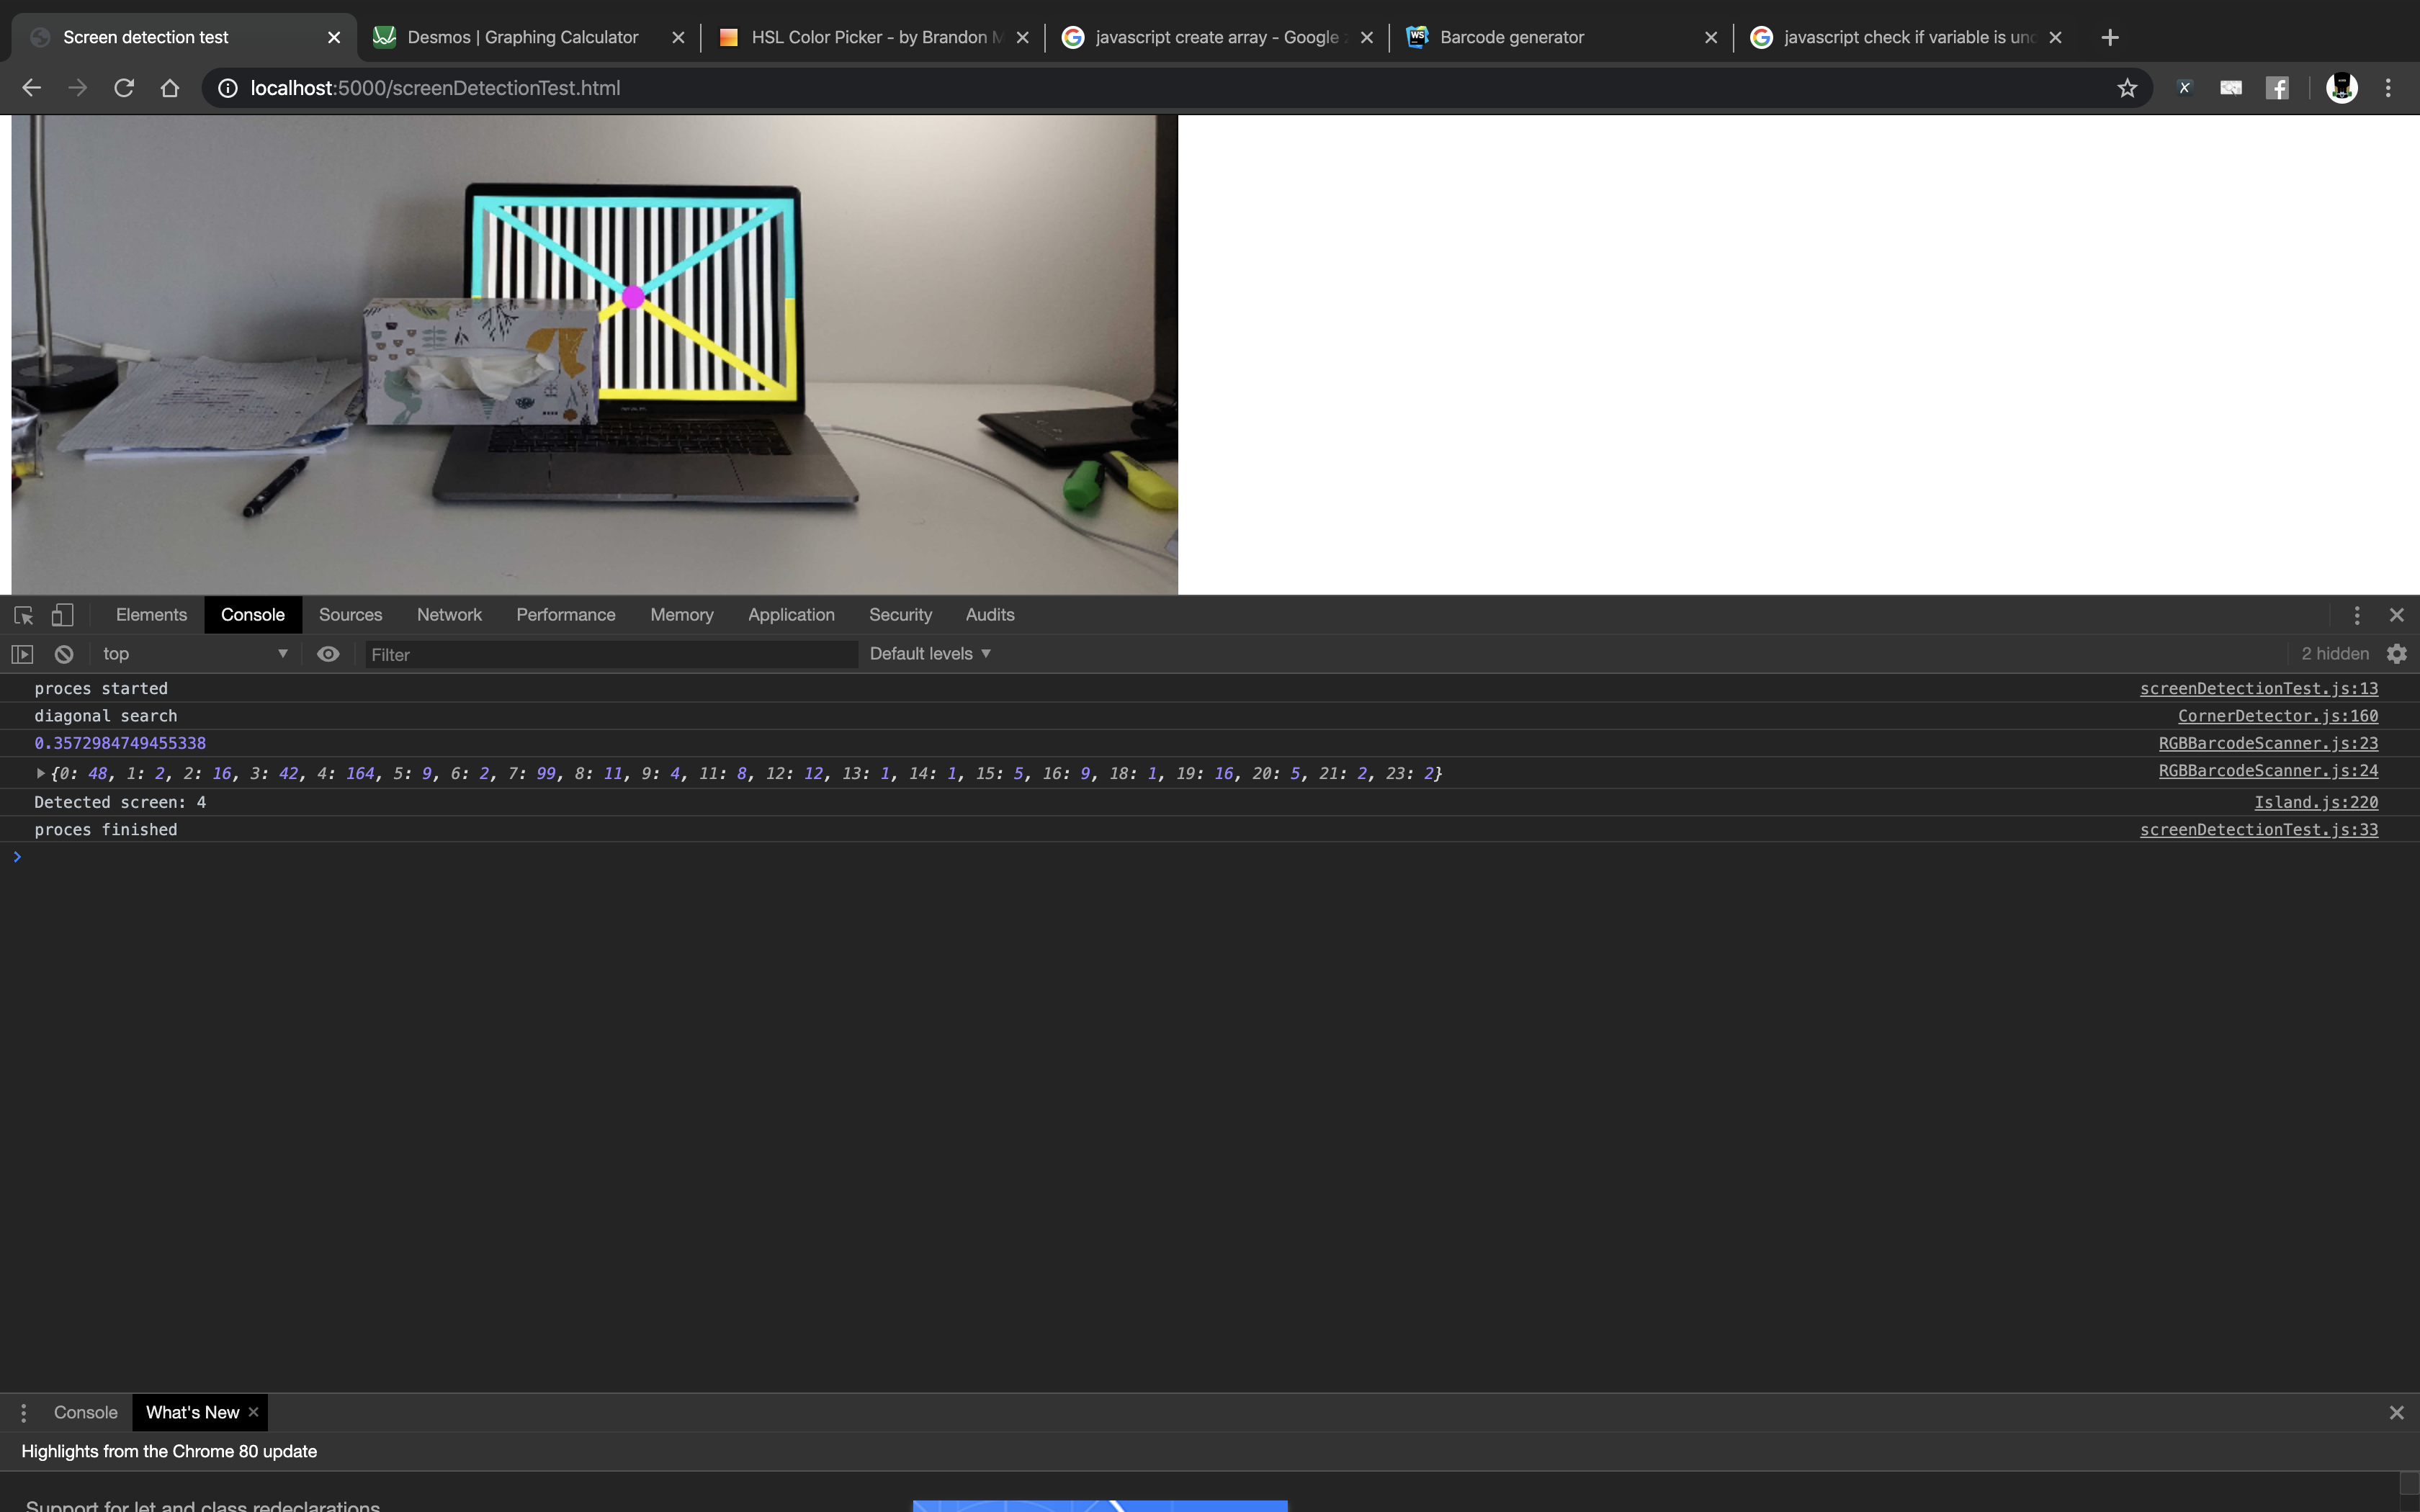 Screen detection test
Desmos | Graphing Calculator
HSL Color Picker - by Brandon M
javascript create array - Google
Barcode generator
javascript check if variable is un
localhost:5000/screenDetectionTest.html
Elements Console Sources Network Performance Memory Application Security Audits
top Filter Default levels 2 hidden
proces started screenDetectionTest.js:13
diagonal search CornerDetector.js:160
0.3572984749455338 RGBBarcodeScanner.js:23
{0: 48, 1: 2, 2: 16, 3: 42, 4: 164, 5: 9, 6: 2, 7: 99, 8: 11, 9: 4, 11: 8, 12: 12, 13: 1, 14: 1, 15: 5, 16: 9, 18: 1, 19: 16, 20: 5, 21: 2, 23: 2} RGBBarcodeScanner.js:24
Detected screen: 4 Island.js:220
proces finished screenDetectionTest.js:33
Console What's New
Highlights from the Chrome 80 update
Support for let and class redeclarations